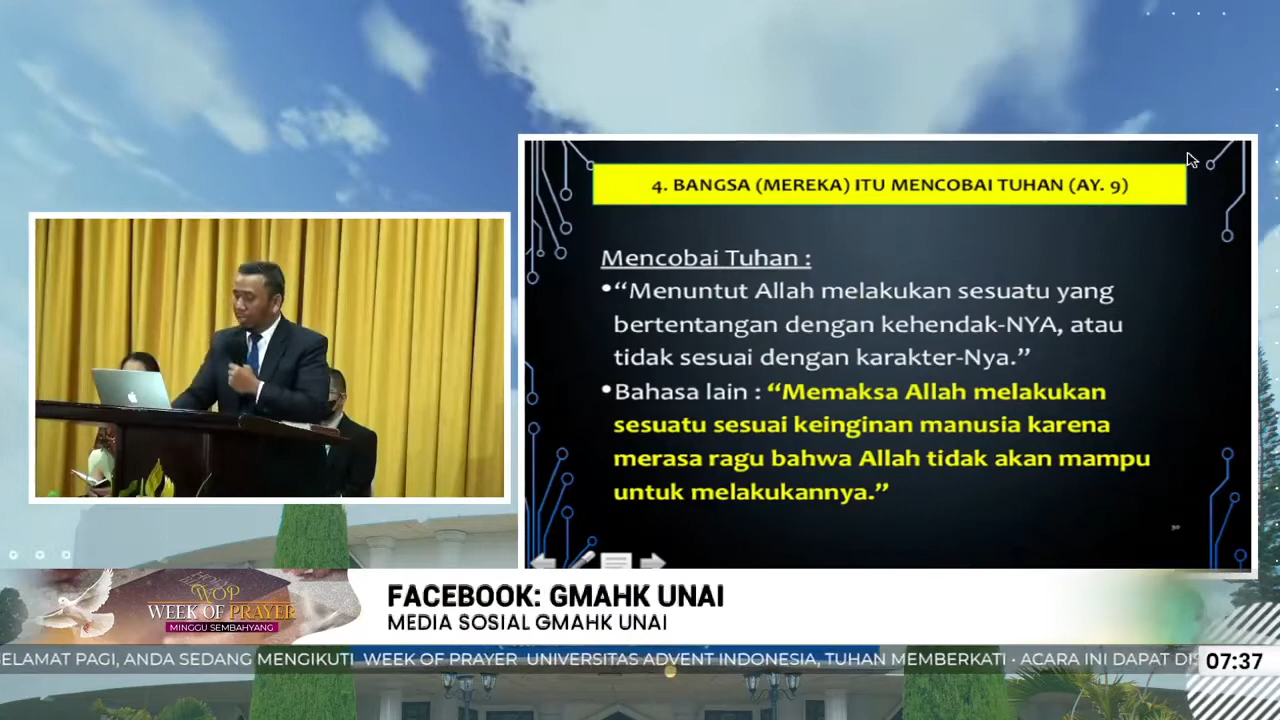 4. BANGSA (MEREKA) ITU MENCOBAI TUHAN (AY. 9)
Mencobai Tuhan :
•“Menuntut Allah melakukan sesuatu yang
bertentangan dengan kehendak-NYA, atau
tidak sesuai dengan karakter-Nya.”
•Bahasa lain : “Memaksa Allah melakukan
sesuatu sesuai keinginan manusia karena
merasa ragu bahwa Allah tidak akan mampu
untuk melakukannya.”
WOP
WEEK OF PRAYER
MINGGU SEMBAHYANG
FACEBOOK: GMAHK UNAI
MEDIA SOSIAL GMAHK UNAI
SELAMAT PAGI, ANDA SEDANG MENGIKUTI WEEK OF PRAYER UNIVERSITAS ADVENT INDONESIA, TUHAN MEMBERKATI • ACARA INI DAPAT DIS
07:37